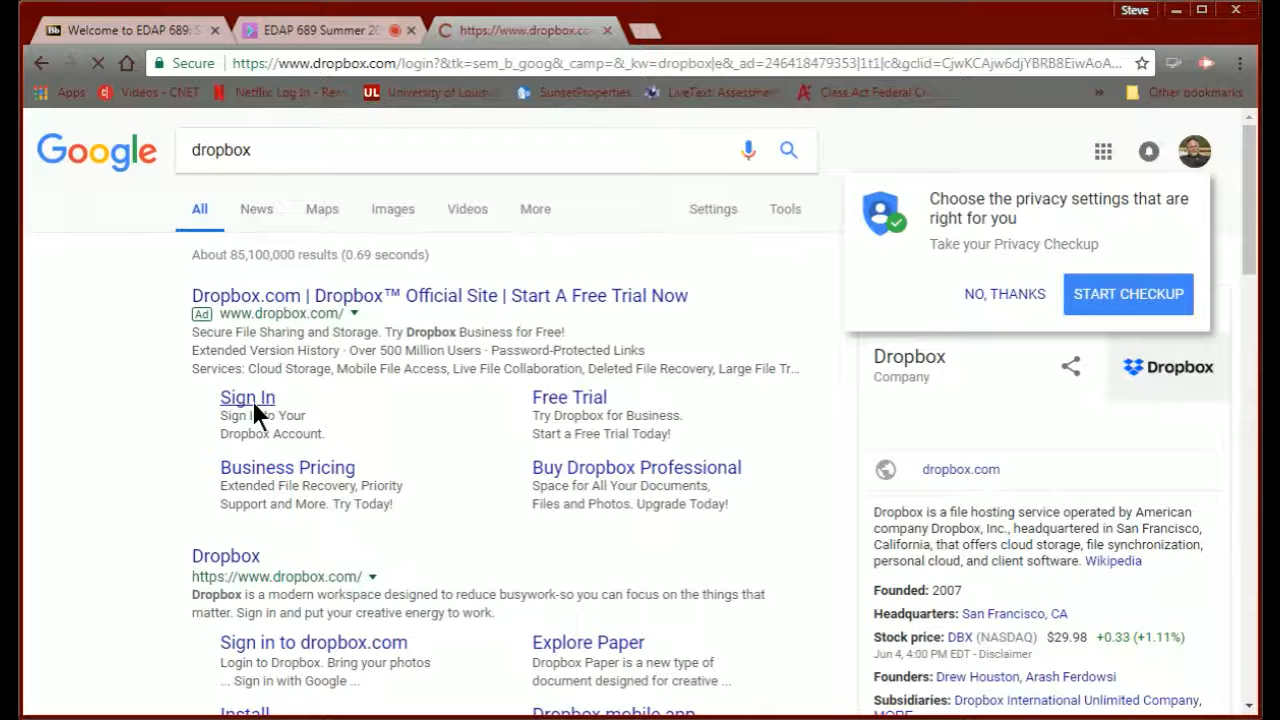 Steve
Bb Welcome to EDAP 689: S
EDAP 689 Summer 20
https://www.dropbox.co
Secure https://www.dropbox.com/login?&tk=sem_b_goog&_camp=&_kw=dropbox|e&_ad=246418479353|1t1|c&gclid=CjwKCAjw6djYBRB8EiwAoA...
Apps Videos - CNET Netflix Log In - Ren UL University of Louisv SunsetProperties LiveText: Assessmen Class Act Federal Cr » Other bookmarks
Google
dropbox
All News Maps Images Videos More Settings Tools
Choose the privacy settings that are
right for you
Take your Privacy Checkup
NO, THANKS START CHECKUP
About 85,100,000 results (0.69 seconds)
Dropbox.com | Dropbox™ Official Site | Start A Free Trial Now
Ad www.dropbox.com/
Secure File Sharing and Storage. Try Dropbox Business for Free!
Extended Version History · Over 500 Million Users · Password-Protected Links
Services: Cloud Storage, Mobile File Access, Live File Collaboration, Deleted File Recovery, Large File Tr...
Sign In
Sign to Your
Dropbox Account.
Free Trial
Try Dropbox for Business.
Start a Free Trial Today!
Business Pricing
Extended File Recovery, Priority
Support and More. Try Today!
Buy Dropbox Professional
Space for All Your Documents,
Files and Photos. Upgrade Today!
Dropbox
https://www.dropbox.com/
Dropbox is a modern workspace designed to reduce busywork-so you can focus on the things that
matter. Sign in and put your creative energy to work.
Sign in to dropbox.com
Login to Dropbox. Bring your photos
... Sign in with Google ...
Explore Paper
Dropbox Paper is a new type of
document designed for creative ...
Install
Dropbox mobile app
Dropbox
Company
Dropbox
dropbox.com
Dropbox is a file hosting service operated by American
company Dropbox, Inc., headquartered in San Francisco,
California, that offers cloud storage, file synchronization,
personal cloud, and client software. Wikipedia
Founded: 2007
Headquarters: San Francisco, CA
Stock price: DBX (NASDAQ) $29.98 +0.33 (+1.11%)
Jun 4, 4:00 PM EDT - Disclaimer
Founders: Drew Houston, Arash Ferdowsi
Subsidiaries: Dropbox International Unlimited Company,
MORE